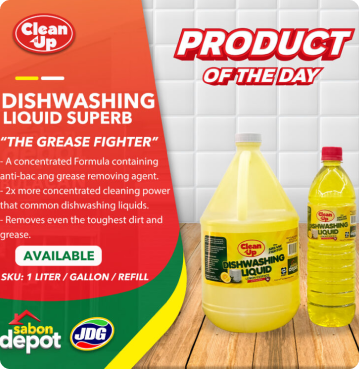 Clean Up
PRODUCT
OF THE DAY
DISHWASHING
LIQUID SUPERB
"THE GREASE FIGHTER"
- A concentrated Formula containing
anti-bac ang grease removing agent.
- 2x more concentrated cleaning power
that common dishwashing liquids.
- Removes even the toughest dirt and
grease.
AVAILABLE
SKU: 1 LITER / GALLON / REFILL
sabon
depot
JDG
Clean Up
DISHWASHING
LIQUID
Clean Up
DISHWASHING
LIQUID